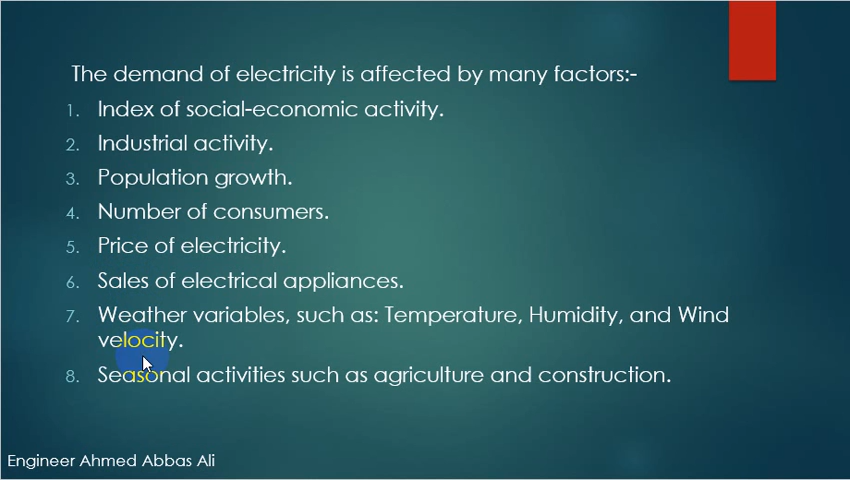 The demand of electricity is affected by many factors:-
1. Index of social-economic activity.
2. Industrial activity.
3. Population growth.
4. Number of consumers.
5. Price of electricity.
6. Sales of electrical appliances.
7. Weather variables, such as: Temperature, Humidity, and Wind
velocity.
8. Seasonal activities such as agriculture and construction.
Engineer Ahmed Abbas Ali